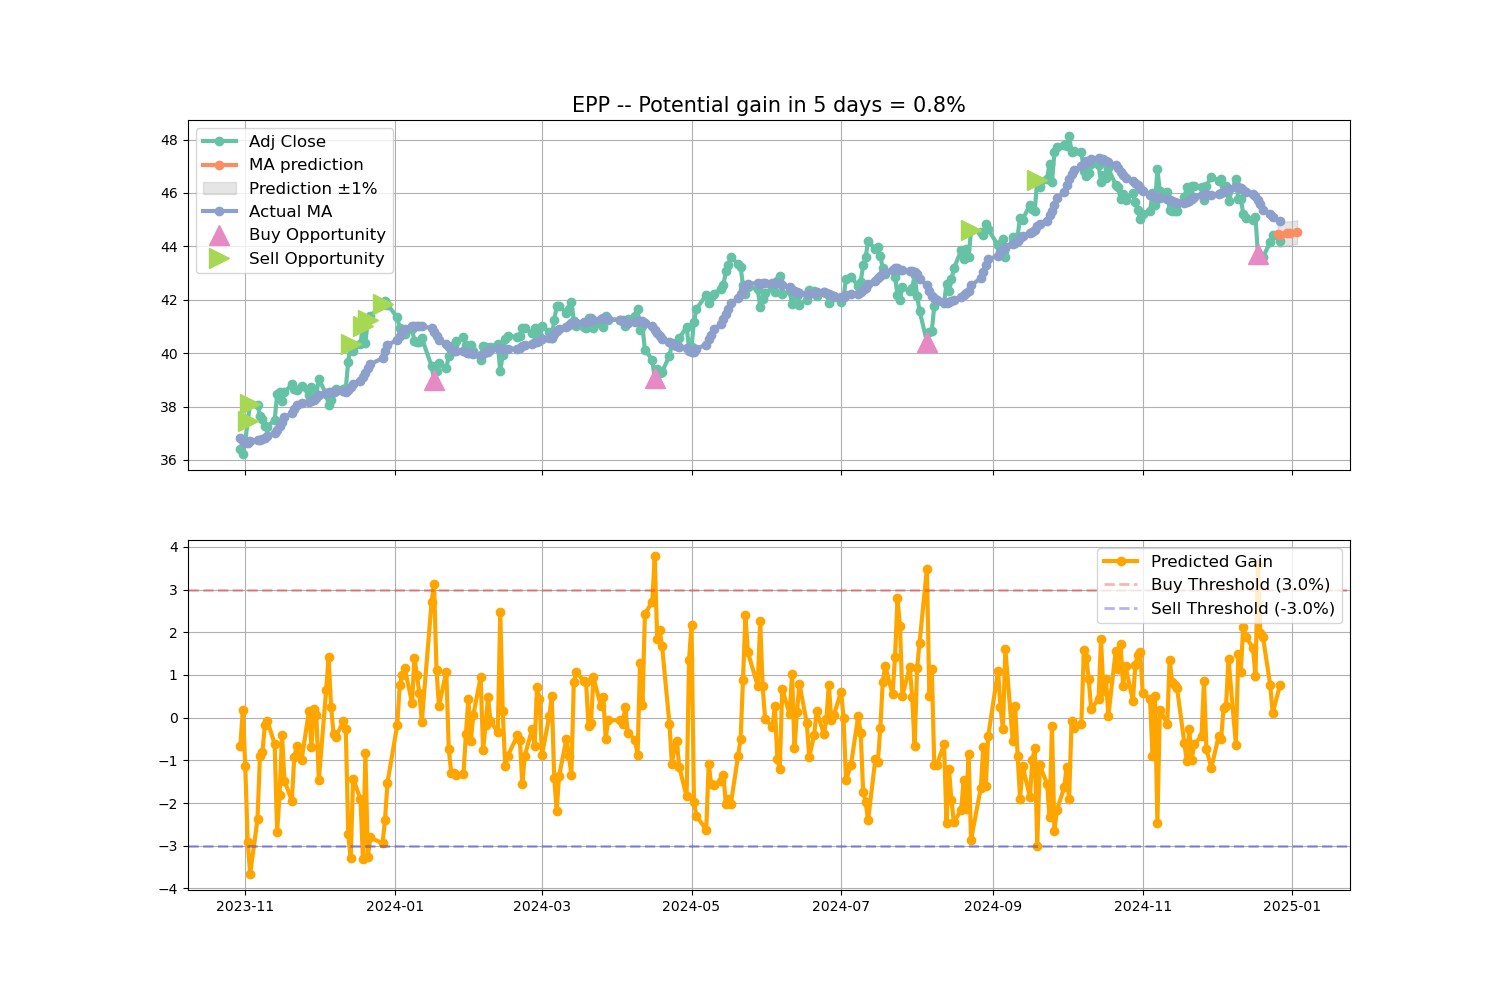 EPP -- Potential gain in 5 days = 0.8%
48
46
44
42
40
38
36
Adj Close
MA prediction
Prediction ±1%
Actual MA
Buy Opportunity
Sell Opportunity
4
3
2
1
0
−1
−2
−3
−4
Predicted Gain
Buy Threshold (3.0%)
Sell Threshold (-3.0%)
2023-11
2024-01
2024-03
2024-05
2024-07
2024-09
2024-11
2025-01